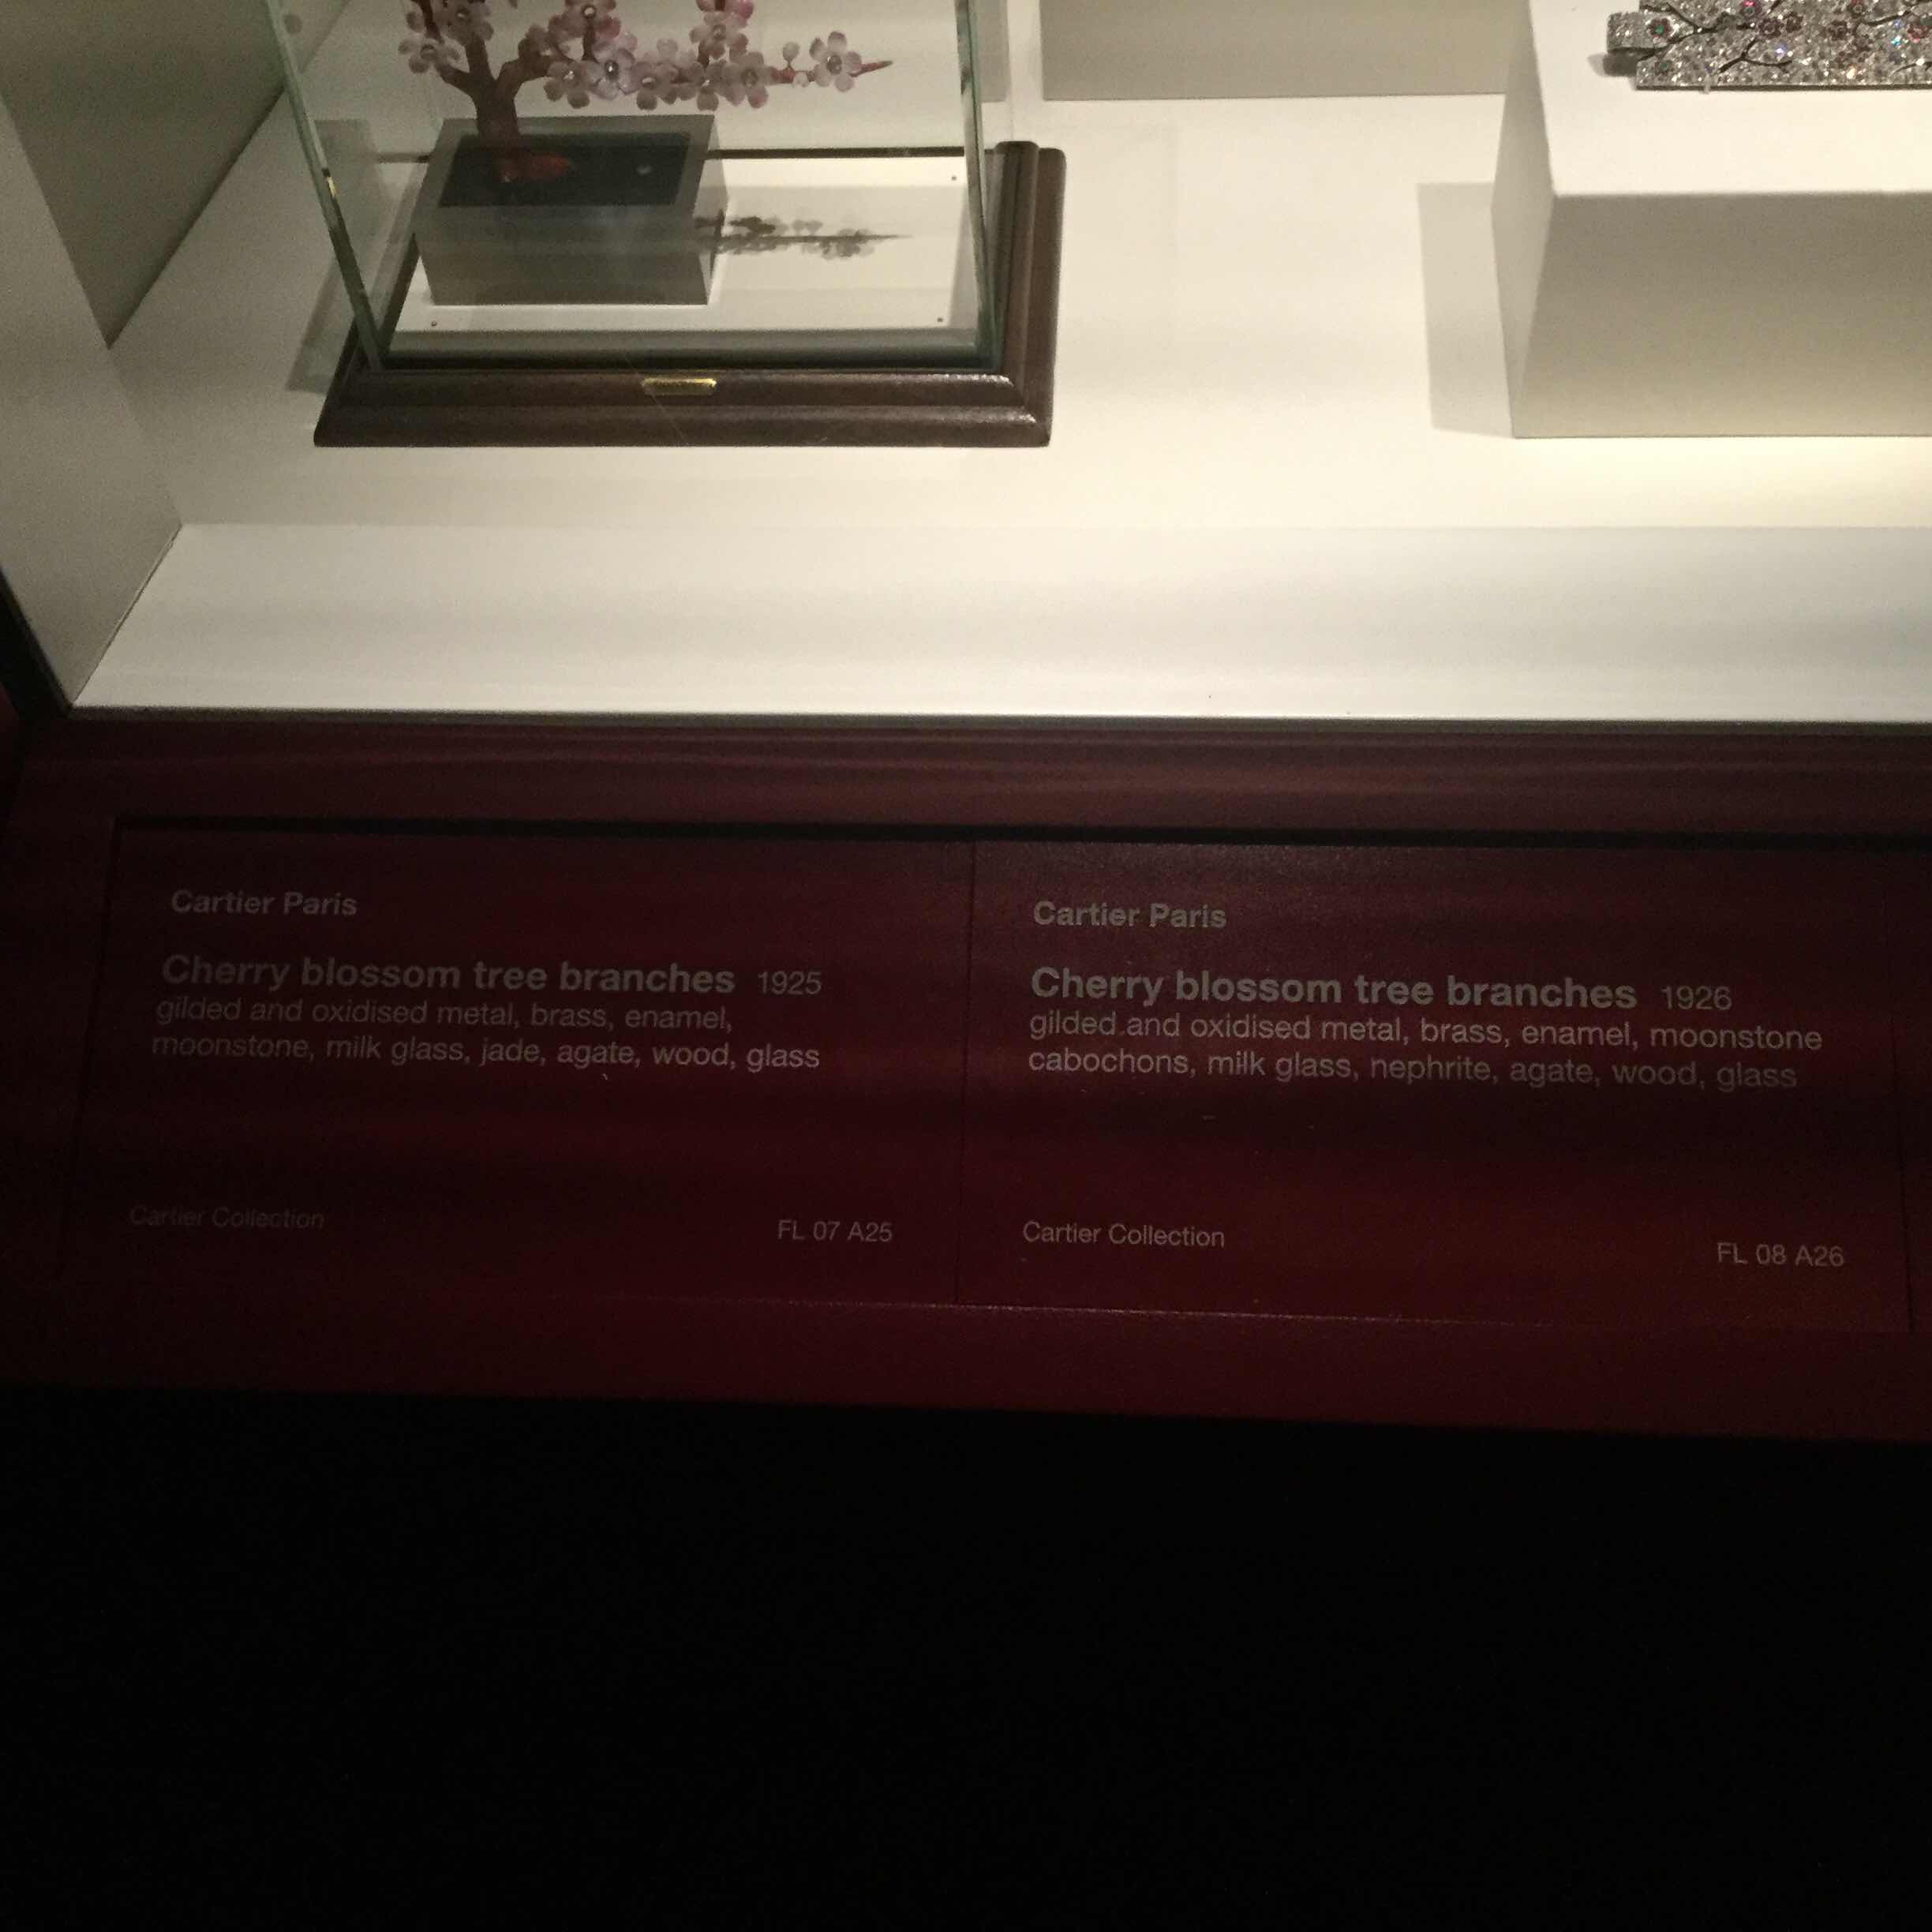 Cartier Paris
Cherry blossom tree branches 1925
gilded and oxidised metal, brass, enamel,
moonstone, milk glass, jade, agate, wood, glass
Cartier Collection
FL 07 A25
Cartier Paris
Cherry blossom tree branches 1926
gilded and oxidised metal, brass, enamel, moonstone
cabochons, milk glass, nephrite, agate, wood, glass
Cartier Collection
FL 08 A26